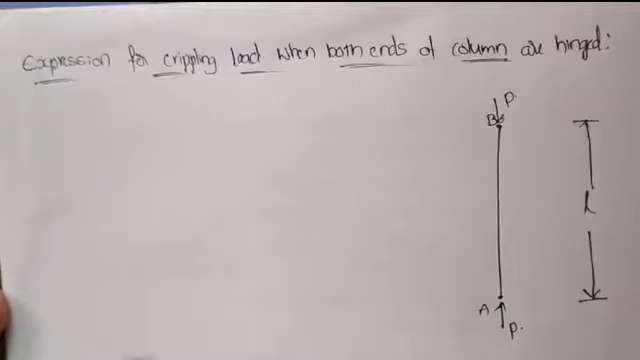 Expression for crippling load when both ends of column are hinged:
P.
B
l
A
P.